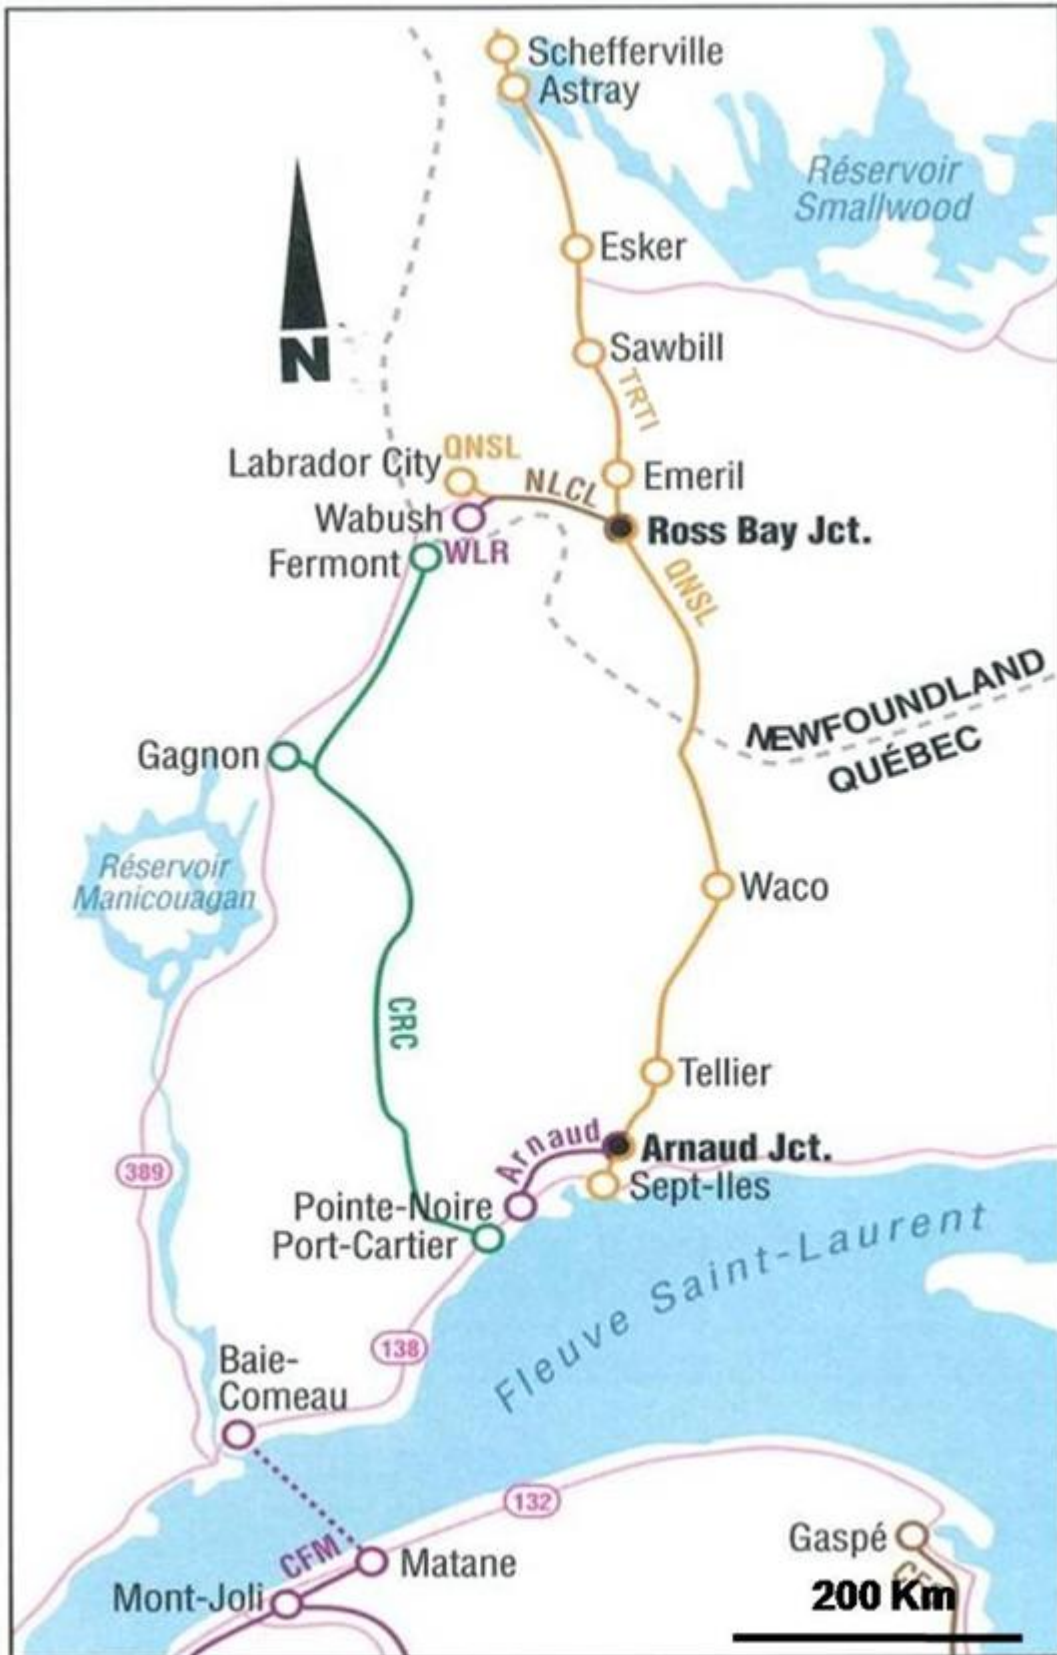 Schefferville
Astray
Réservoir
Smallwood
Esker
N
Sawbill
TRTI
QNSL
Labrador City
NLCL
Emeril
Wabush
Ross Bay Jct.
WLR
Fermont
QNSL
NEWFOUNDLAND
QUÉBEC
Gagnon
Réservoir
Manicouagan
Waco
CRC
Tellier
Arnaud
Arnaud Jct.
389
Sept-Iles
Pointe-Noire
Port-Cartier
Fleuve Saint-Laurent
138
Baie-
Comeau
132
CFM
Matane
Gaspé
Mont-Joli
200 Km